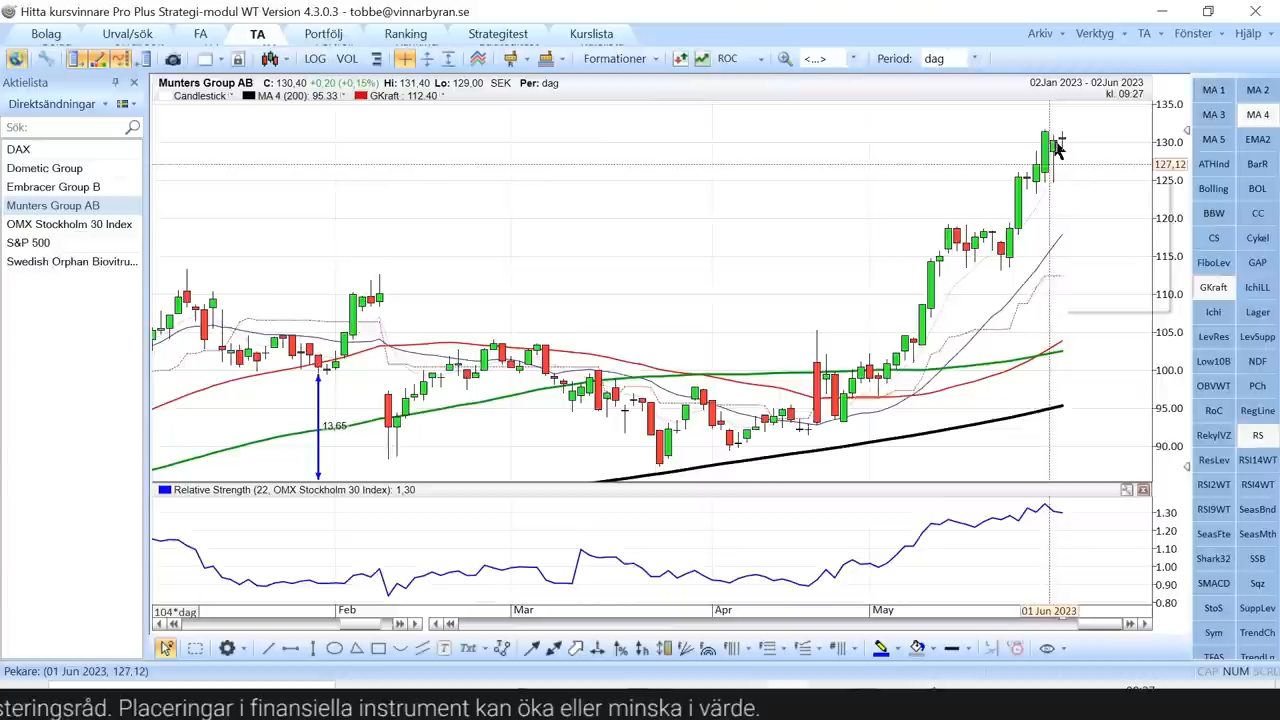 Hitta kursvinnare Pro Plus Strategi-modul WT Version 4.3.0.3 - tobbe@vinnarbyran.se
Bolag Urval/sök FA TA Portfölj Ranking Strategitest Kurslista Arkiv Verktyg TA Fönster Hjälp
LOG VOL Formationer ROC <...> Period: dag
Aktielista
Direktsändningar
Sök:
DAX
Dometic Group
Embracer Group B
Munters Group AB
OMX Stockholm 30 Index
S&P 500
Swedish Orphan Biovitru...
Munters Group AB C: 130,40 +0,20 (+0,15%) Hi: 131,40 Lo: 129,00 SEK Per: dag
Candlestick MA 4 (200) 95.33 GKraft : 112.40
02Jan 2023 - 02Jun 2023
kl. 09:27
135.0
130.0
127,12
125.0
120.0
115.0
110.0
105.0
100.0
95.00
90.00
13,65
Relative Strength (22, OMX Stockholm 30 Index): 1,30
1.30
1.20
1.10
1.00
0.90
0.80
104*dag Feb Mar Apr May 01 Jun 2023
MA 1 MA 2
MA 3 MA 4
MA 5 EMA2
ATHInd BarR
Bolling BOL
BBW CC
CS Cykel
FiboLev GAP
GKraft IchiLL
Ichi Lager
LevRes LevSupp
Low10B NDF
OBVWT PCh
RoC RegLine
RekylVZ RS
ResLev RSI14WT
RSI2WT RSI4WT
RSI9WT SeasBnd
SeasFte SeasMth
Shark32 SSB
SMACD Sqz
StoS SuppLev
Sym TrendCh
TFAS TrendLn
Txt
Pekare: (01 Jun 2023, 127,12)
CAP NUM SCRL
steringsråd. Placeringar i finansiella instrument kan öka eller minska i värde.